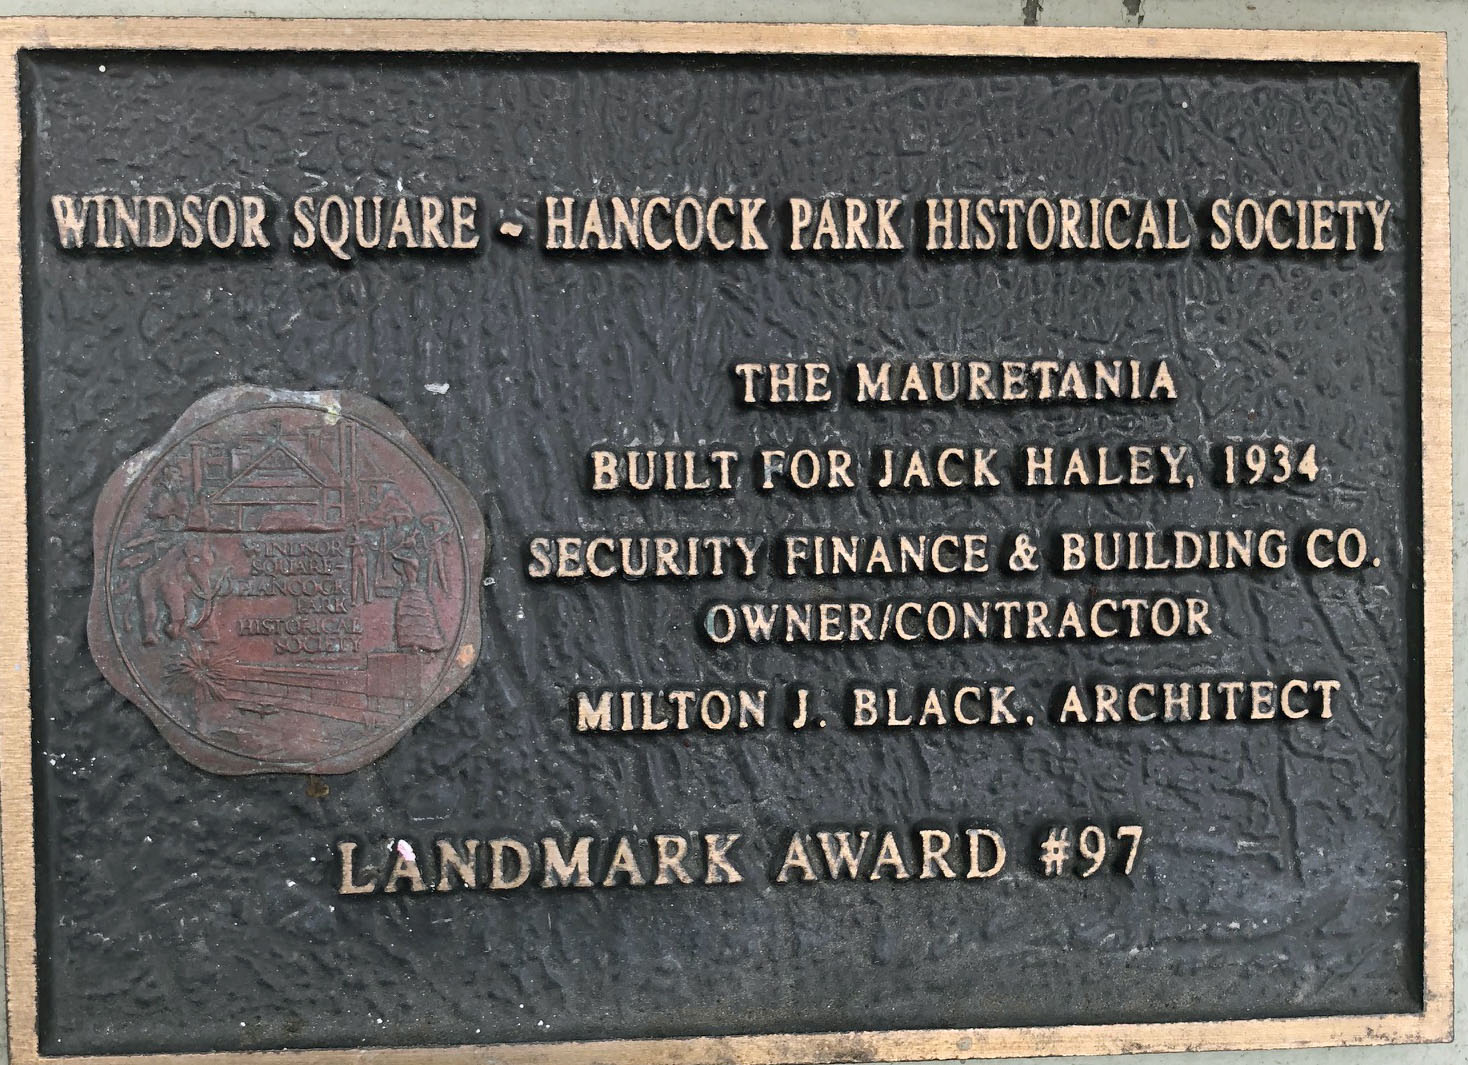 WINDSOR SQUARE ~ HANCOCK PARK HISTORICAL SOCIETY
THE MAURETANIA
BUILT FOR JACK HALEY, 1934
SECURITY FINANCE & BUILDING CO.
OWNER/CONTRACTOR
MILTON J. BLACK, ARCHITECT
WINDSOR
SQUARE-
HANCOCK
PARK
HISTORICAL
SOCIETY
LANDMARK AWARD #97